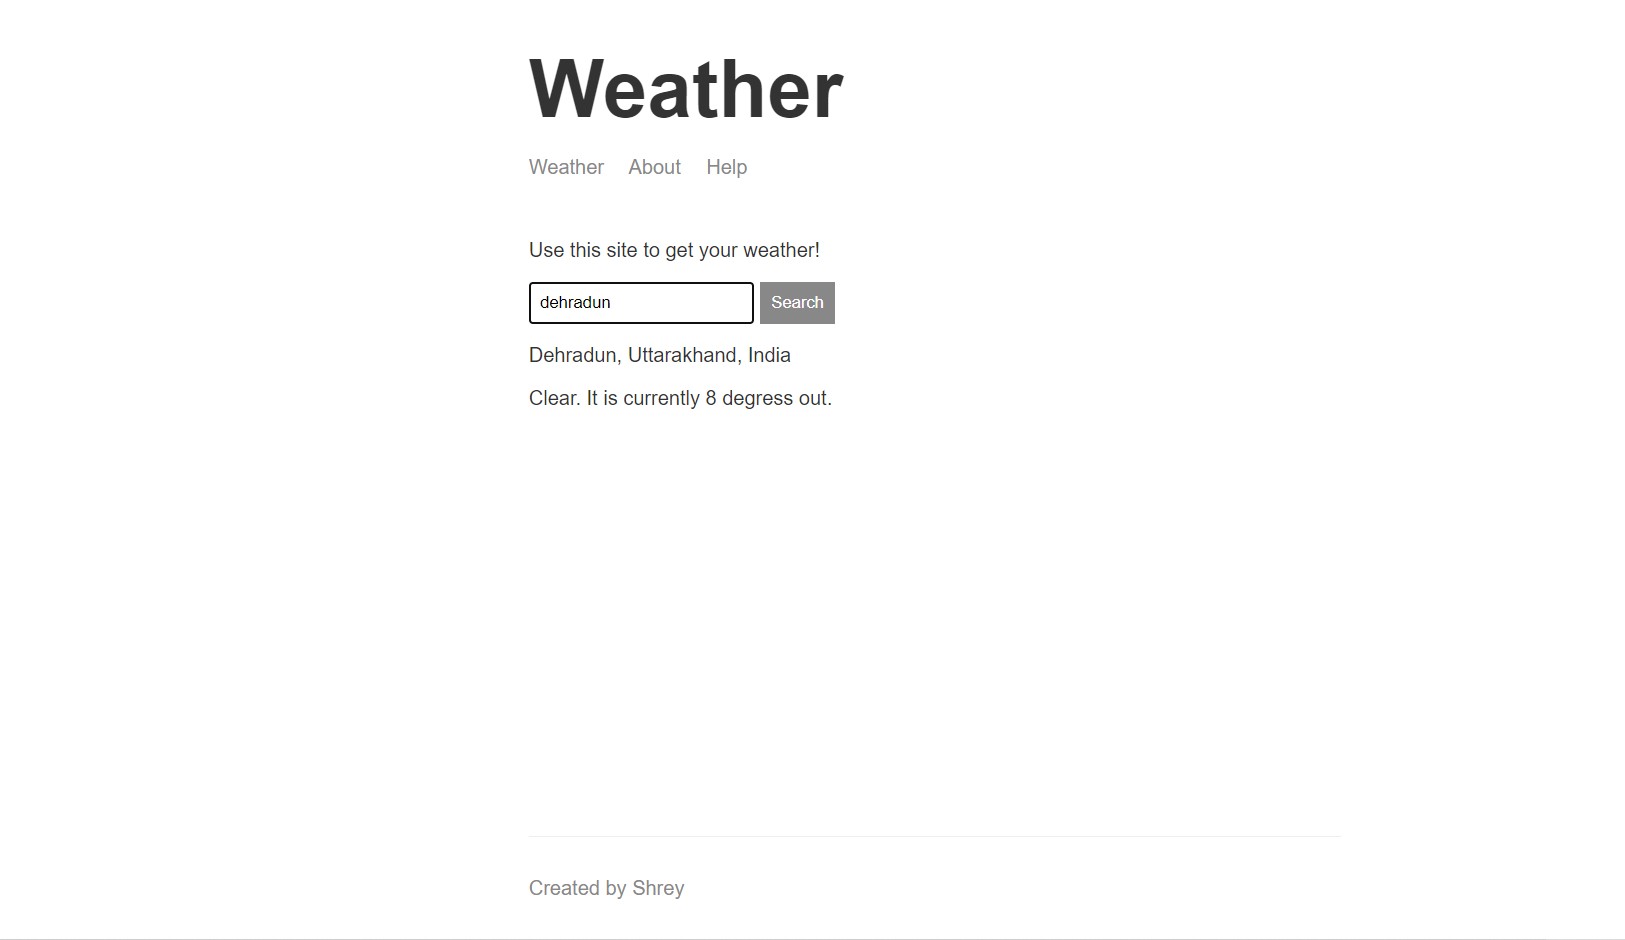 Weather
Weather About Help
Use this site to get your weather!
dehradun Search
Dehradun, Uttarakhand, India
Clear. It is currently 8 degress out.
Created by Shrey